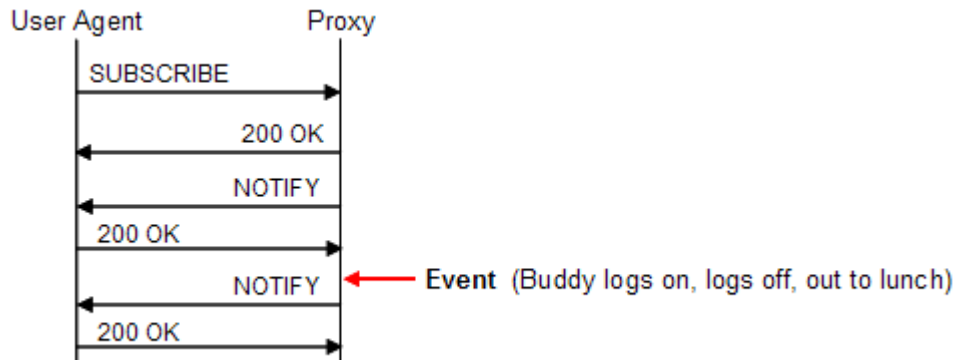 User Agent Proxy
SUBSCRIBE
200 OK
NOTIFY
200 OK
Event (Buddy logs on, logs off, out to lunch)
NOTIFY
200 OK